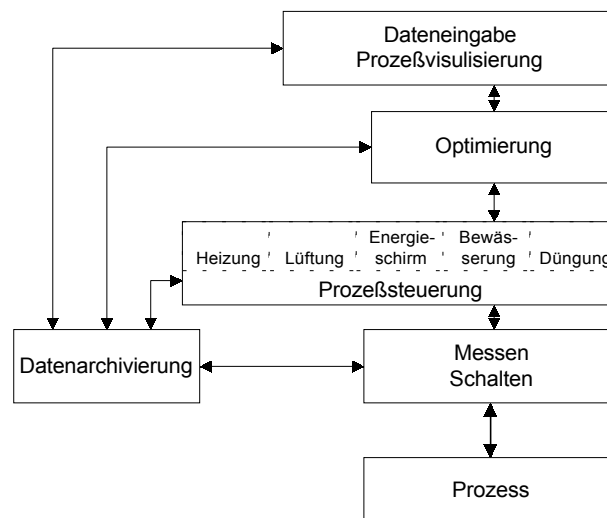 Dateneingabe
Prozeßvisulisierung
Optimierung
Energie-
Bewäs-
Heizung
Lüftung
schirm
serung
Düngung
Prozeßsteuerung
Datenarchivierung
Messen
Schalten
Prozess